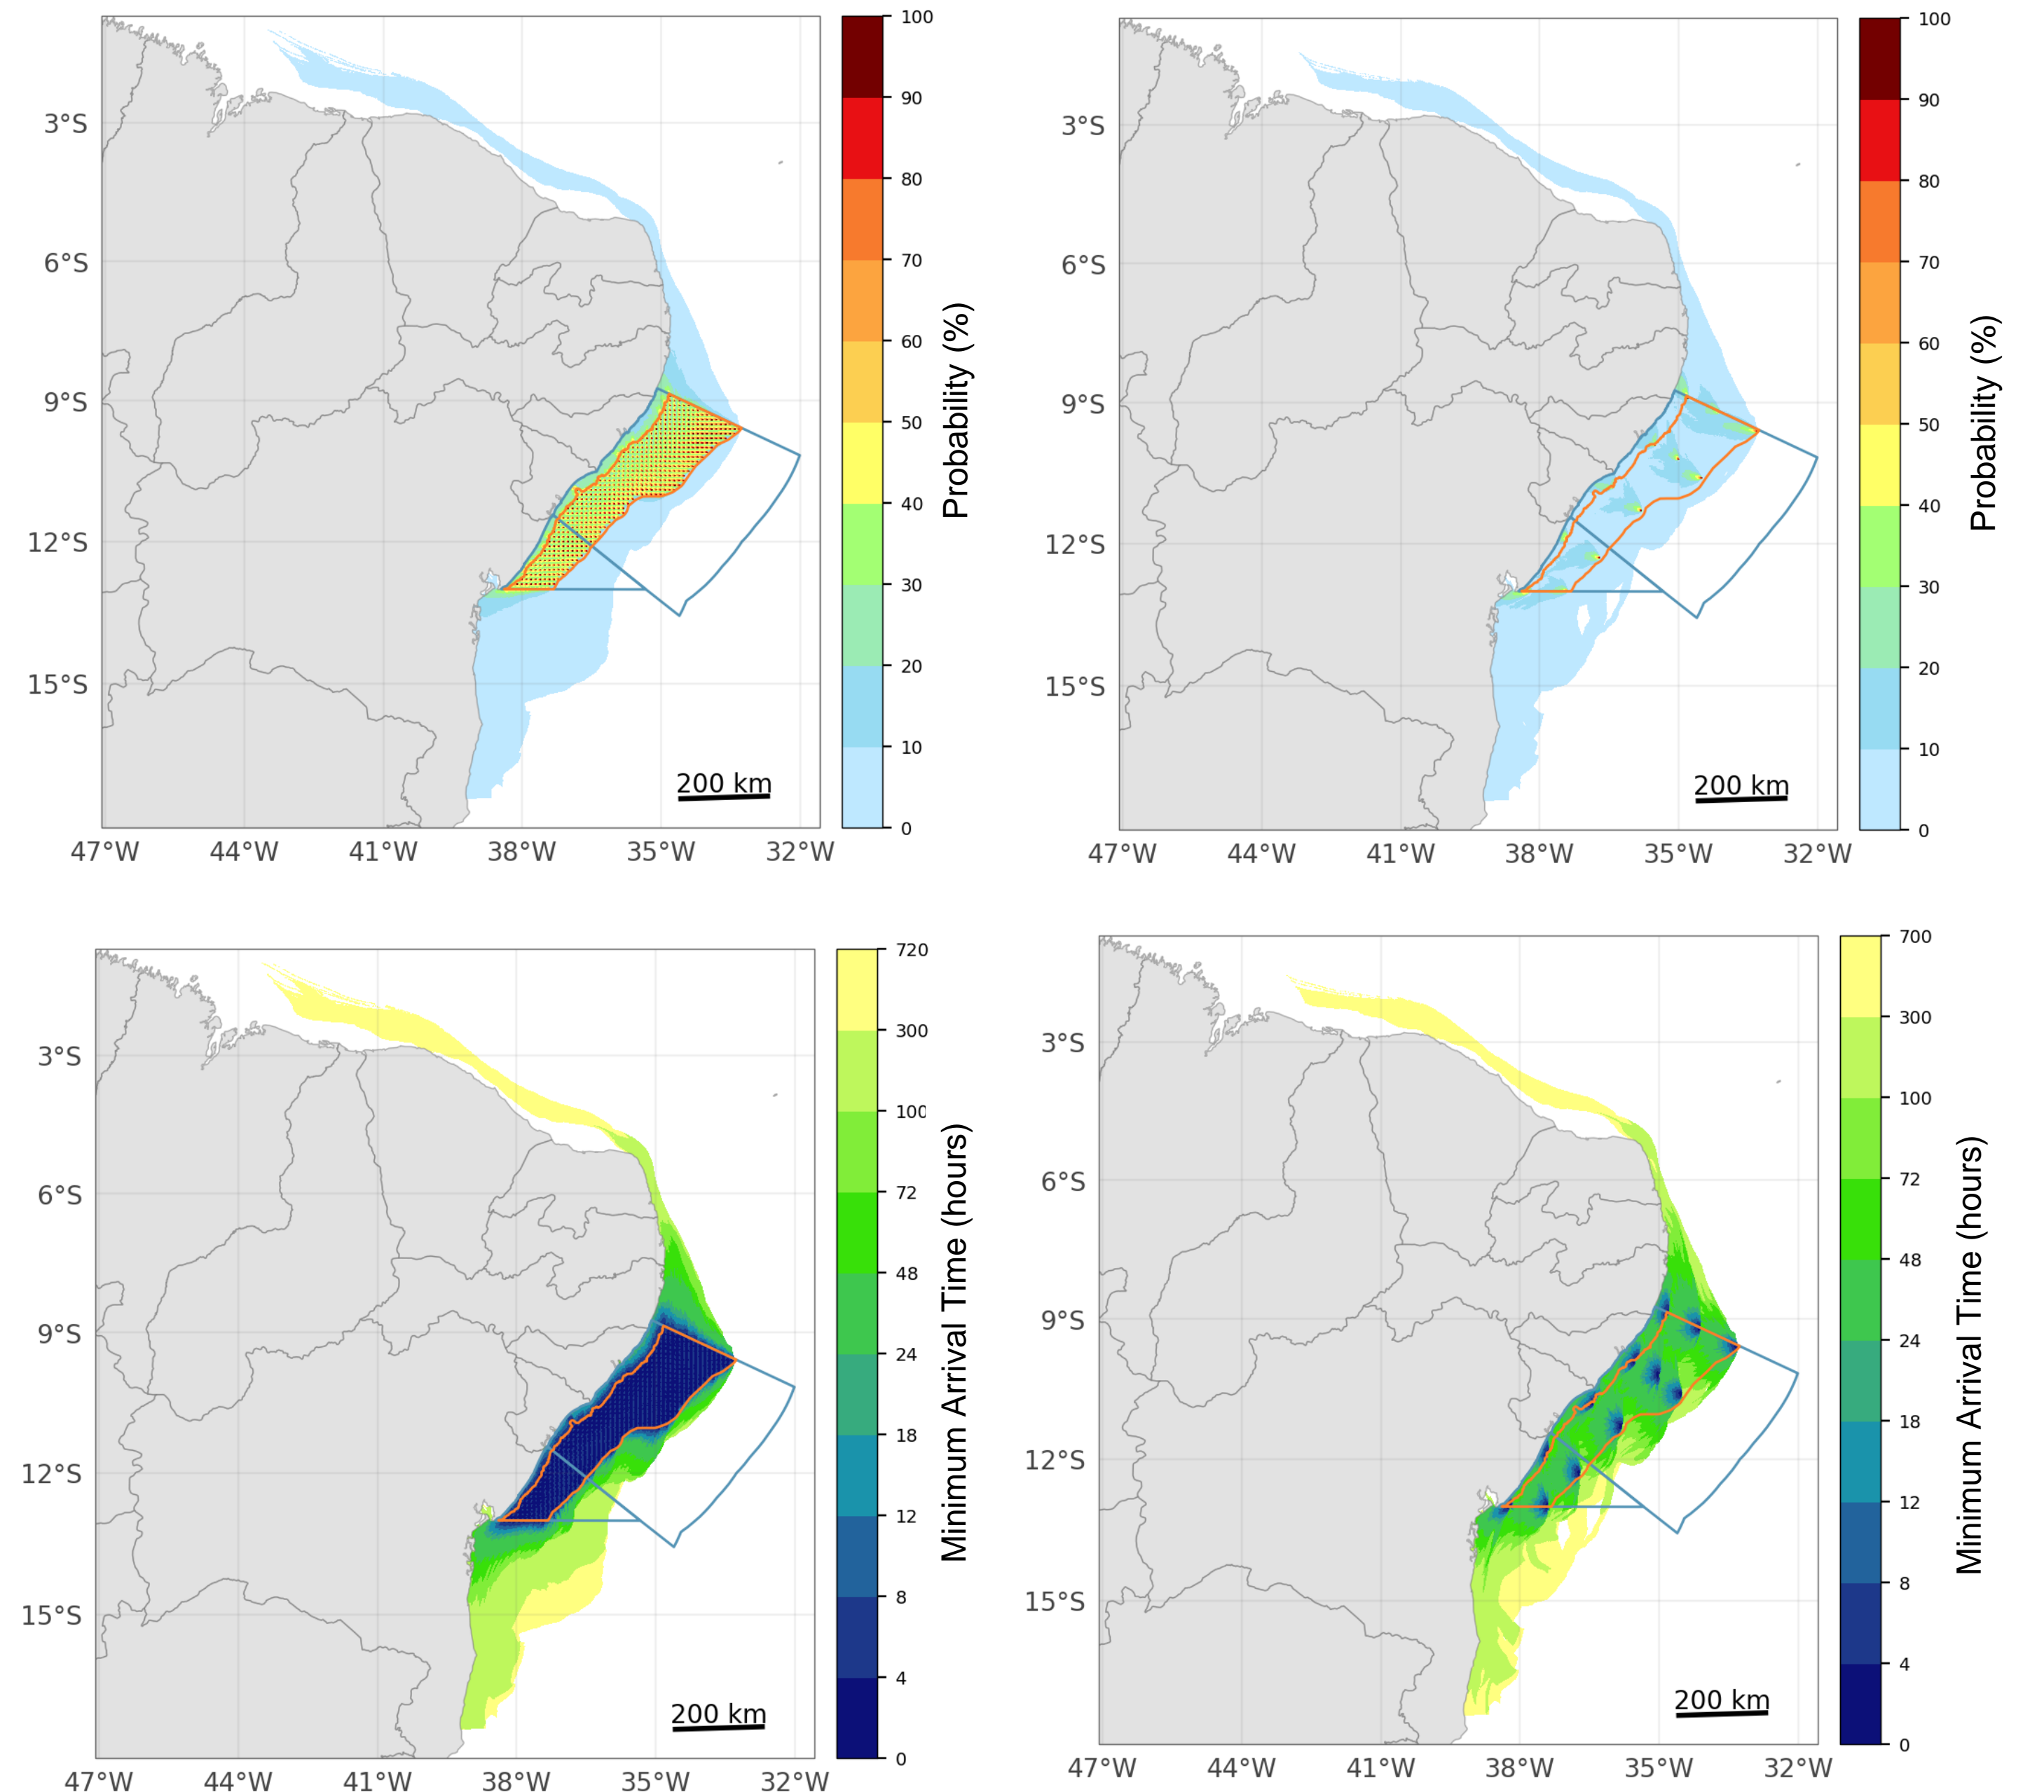 100
90
80
70
60
50
40
30
20
10
0
Probability (%)
3°S
6°S
9°S
12°S
15°S
200 km
47°W
44°W
41°W
38°W
35°W
32°W
100
90
80
70
60
50
40
30
20
10
0
Probability (%)
3°S
6°S
9°S
12°S
15°S
200 km
47°W
44°W
41°W
38°W
35°W
32°W
720
300
100
72
48
24
18
12
8
4
0
Minimum Arrival Time (hours)
3°S
6°S
9°S
12°S
15°S
200 km
47°W
44°W
41°W
38°W
35°W
32°W
700
300
100
72
48
24
18
12
8
4
0
Minimum Arrival Time (hours)
3°S
6°S
9°S
12°S
15°S
200 km
47°W
44°W
41°W
38°W
35°W
32°W